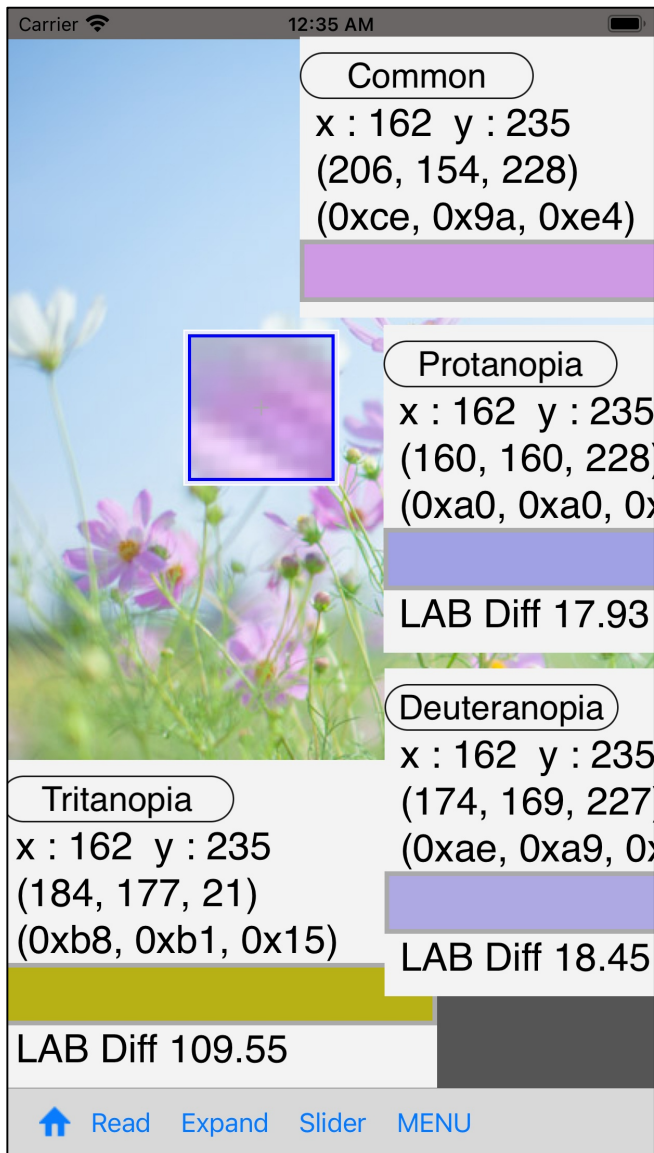 Carrier
12:35 AM
Common
x : 162 y : 235
(206, 154, 228)
(0xce, 0x9a, 0xe4)
Protanopia
x : 162 y : 235
(160, 160, 228)
(0xa0, 0xa0, 0x
LAB Diff 17.93
Deuteranopia
x : 162 y : 235
(174, 169, 227)
(0xae, 0xa9, 0x
LAB Diff 18.45
Tritanopia
x : 162 y : 235
(184, 177, 21)
(0xb8, 0xb1, 0x15)
LAB Diff 109.55
Read Expand Slider MENU